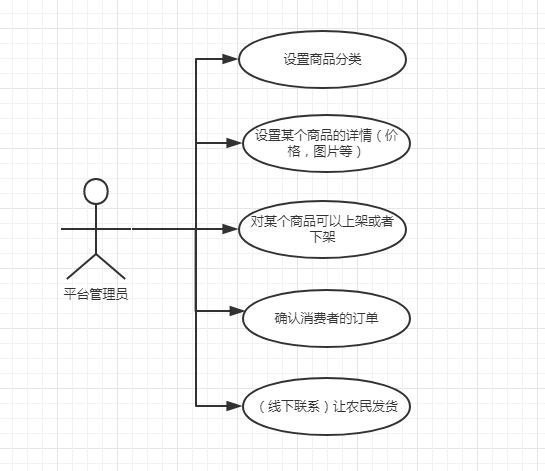 设置商品分类
设置某个商品的详情（价
格，图片等）
对某个商品可以上架或者
下架
平台管理员
确认消费者的订单
（线下联系）让农民发货